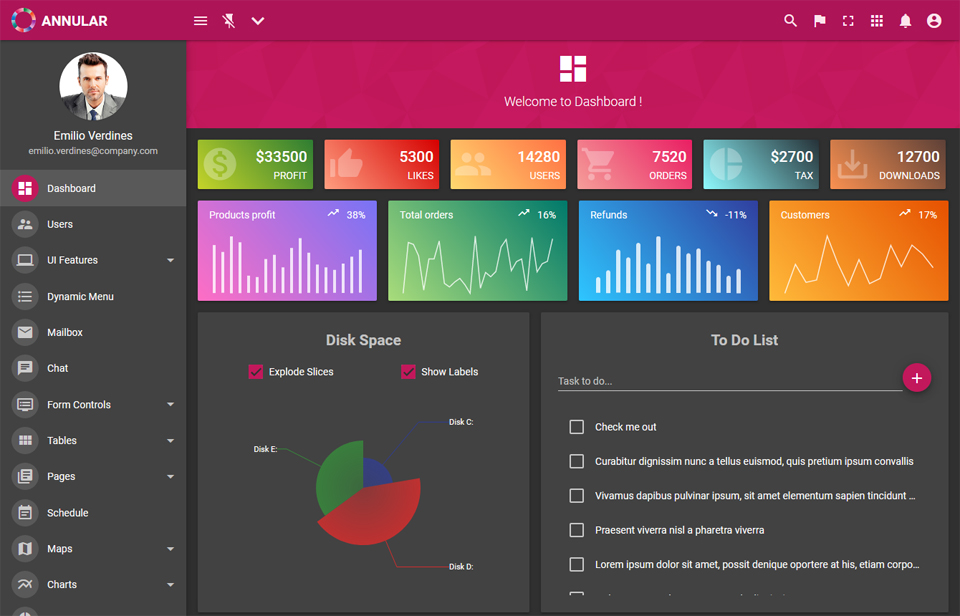 ANNULAR
Emilio Verdines
emilio.verdines@company.com
Dashboard
Users
UI Features
Dynamic Menu
Mailbox
Chat
Form Controls
Tables
Pages
Schedule
Maps
Charts
Welcome to Dashboard !
$33500
PROFIT
5300
LIKES
14280
USERS
7520
ORDERS
$2700
TAX
12700
DOWNLOADS
Products profit 38%
Total orders 16%
Refunds -11%
Customers 17%
Disk Space
Explode Slices Show Labels
Disk C:
Disk E:
Disk D:
To Do List
Task to do...
Check me out
Curabitur dignissim nunc a tellus euismod, quis pretium ipsum convallis
Vivamus dapibus pulvinar ipsum, sit amet elementum sapien tincidunt ...
Praesent viverra nisl a pharetra viverra
Lorem ipsum dolor sit amet, possit denique oportere at his, etiam corpo...